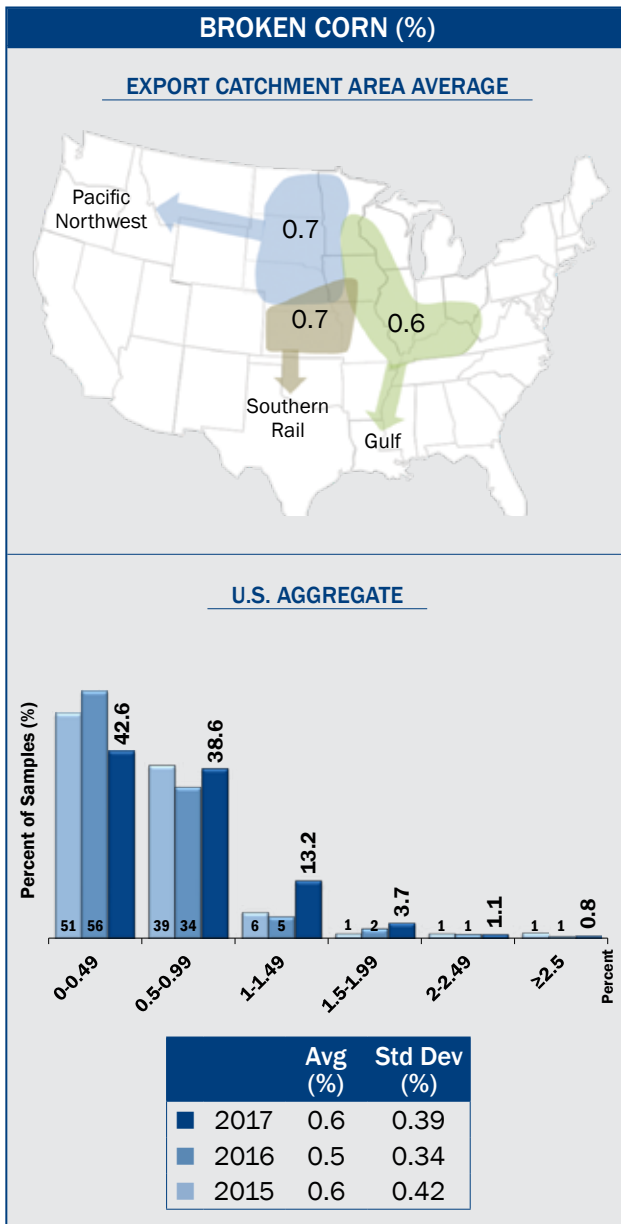 BROKEN CORN (%)
EXPORT CATCHMENT AREA AVERAGE
Pacific
Northwest
0.7
0.7
0.6
Southern
Rail
Gulf
U.S. AGGREGATE
Percent of Samples (%)
51 56 42.6
39 34 38.6
6 5 13.2
1 2 3.7
1 1 1.1
1 1 0.8
0-0.49 0.5-0.99 1-1.49 1.5-1.99 2-2.49 ≥2.5 Percent
Avg Std Dev
(%) (%)
2017 0.6 0.39
2016 0.5 0.34
2015 0.6 0.42